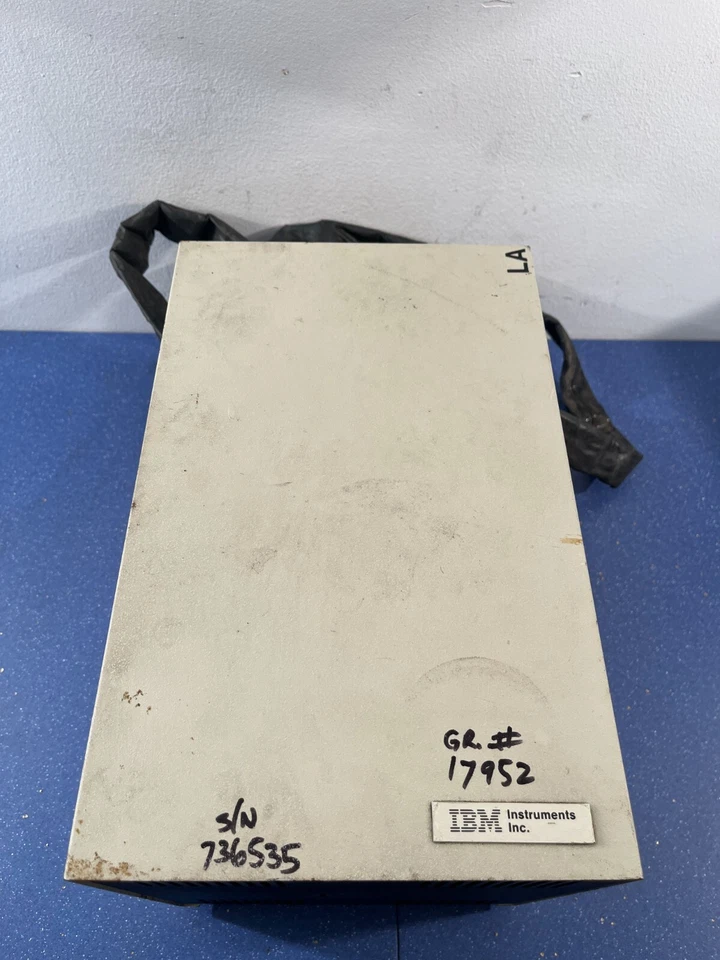 LA
GR. #
17952
IBM Instruments
Inc.
S/N
736535